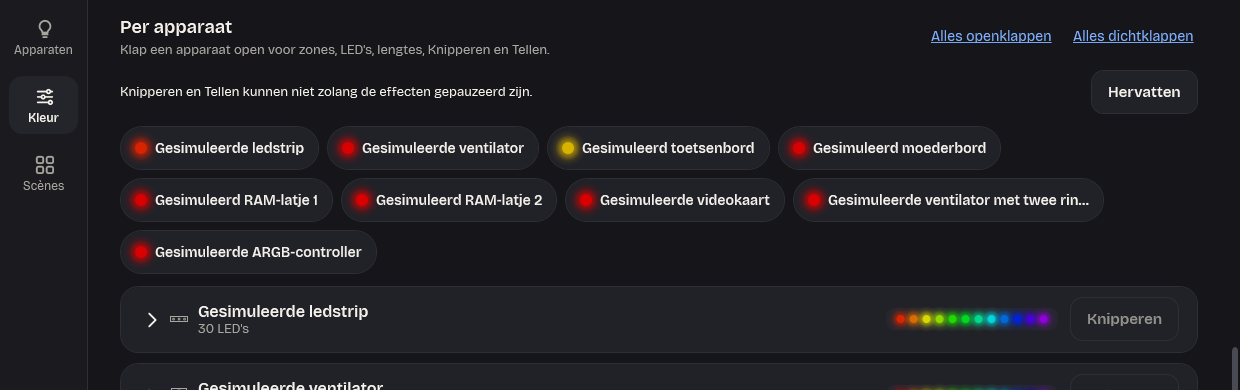 Apparaten
Kleur
Scènes
Per apparaat
Klap een apparaat open voor zones, LED's, lengtes, Knipperen en Tellen.
Alles openklappen
Alles dichtklappen
Knipperen en Tellen kunnen niet zolang de effecten gepauzeerd zijn.
Hervatten
Gesimuleerde ledstrip
Gesimuleerde ventilator
Gesimuleerd toetsenbord
Gesimuleerd moederbord
Gesimuleerd RAM-latje 1
Gesimuleerd RAM-latje 2
Gesimuleerde videokaart
Gesimuleerde ventilator met twee rin...
Gesimuleerde ARGB-controller
Gesimuleerde ledstrip
30 LED's
Knipperen
Gesimuleerde ventilator